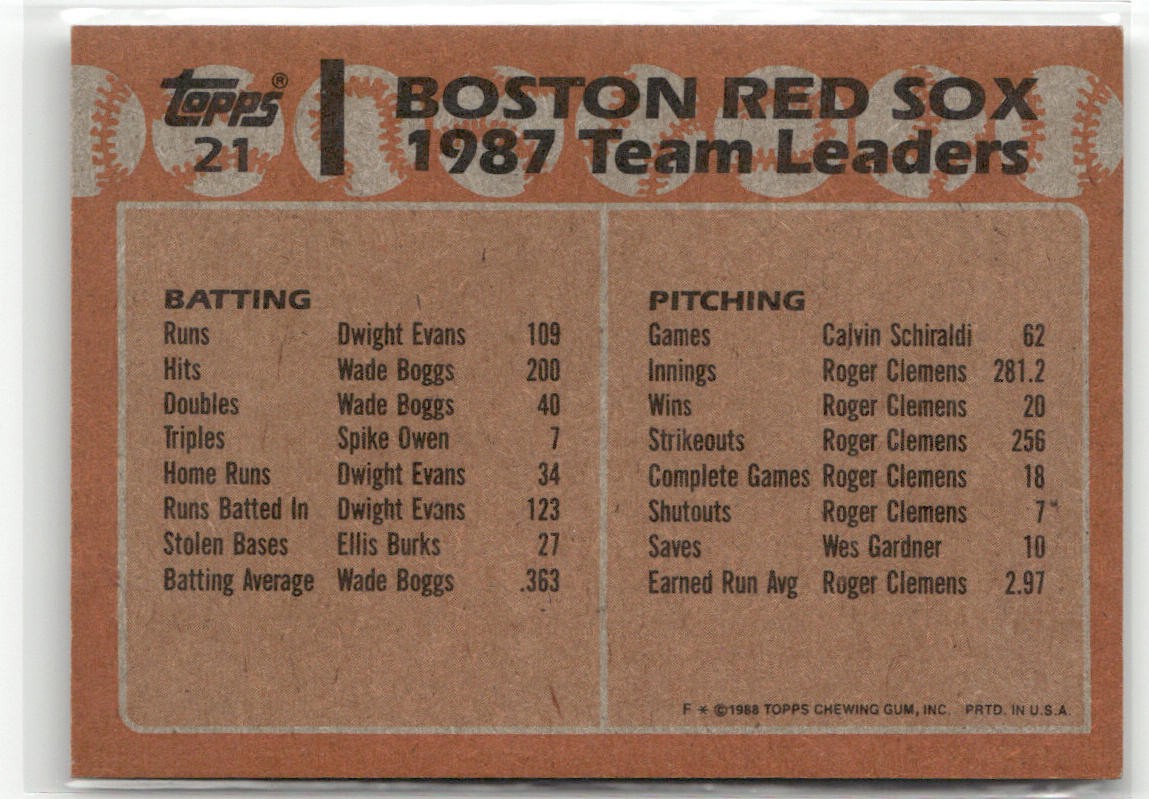 Topps®
21
BOSTON RED SOX
1987 Team Leaders
BATTING
Runs Dwight Evans 109
Hits Wade Boggs 200
Doubles Wade Boggs 40
Triples Spike Owen 7
Home Runs Dwight Evans 34
Runs Batted In Dwight Evans 123
Stolen Bases Ellis Burks 27
Batting Average Wade Boggs .363
PITCHING
Games Calvin Schiraldi 62
Innings Roger Clemens 281.2
Wins Roger Clemens 20
Strikeouts Roger Clemens 256
Complete Games Roger Clemens 18
Shutouts Roger Clemens 7
Saves Wes Gardner 10
Earned Run Avg Roger Clemens 2.97
F * ©1988 TOPPS CHEWING GUM, INC. PRTD. IN U.S.A.